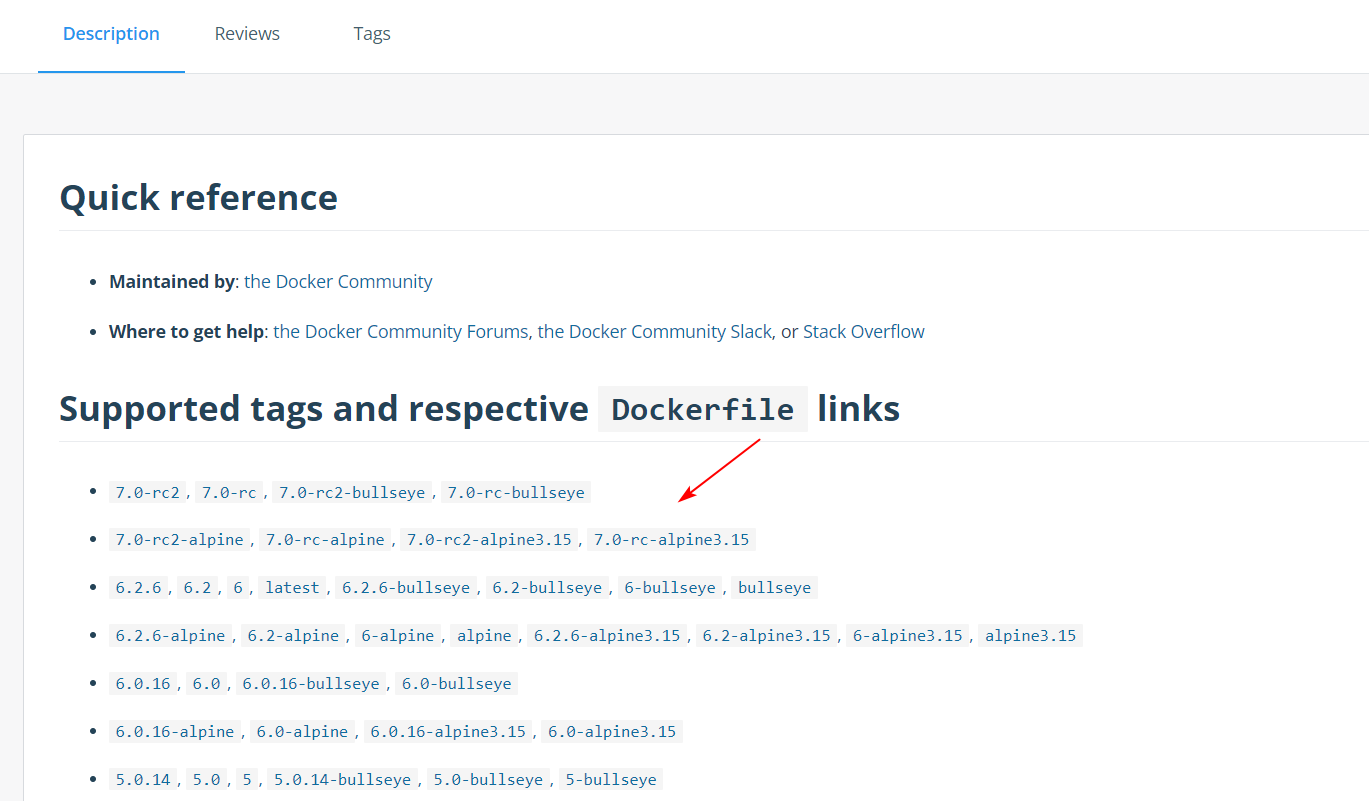 Description Reviews Tags
Quick reference
Maintained by: the Docker Community
Where to get help: the Docker Community Forums, the Docker Community Slack, or Stack Overflow
Supported tags and respective Dockerfile links
7.0-rc2, 7.0-rc, 7.0-rc2-bullseye, 7.0-rc-bullseye
7.0-rc2-alpine, 7.0-rc-alpine, 7.0-rc2-alpine3.15, 7.0-rc-alpine3.15
6.2.6, 6.2, 6, latest, 6.2.6-bullseye, 6.2-bullseye, 6-bullseye, bullseye
6.2.6-alpine, 6.2-alpine, 6-alpine, alpine, 6.2.6-alpine3.15, 6.2-alpine3.15, 6-alpine3.15, alpine3.15
6.0.16, 6.0, 6.0.16-bullseye, 6.0-bullseye
6.0.16-alpine, 6.0-alpine, 6.0.16-alpine3.15, 6.0-alpine3.15
5.0.14, 5.0, 5, 5.0.14-bullseye, 5.0-bullseye, 5-bullseye